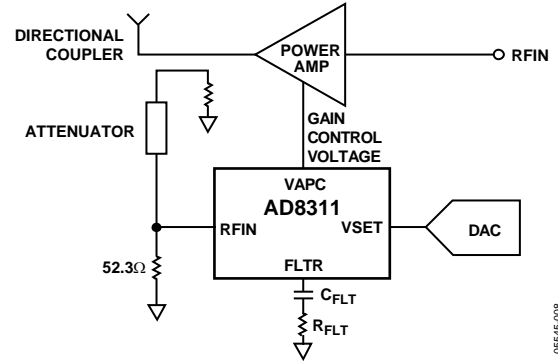 DIRECTIONAL
COUPLER
POWER
AMP
RFIN
ATTENUATOR
GAIN
CONTROL
VOLTAGE
VAPC
AD8311
RFIN
VSET
DAC
FLTR
52.3Ω
CFLT
RFLT
05545-008